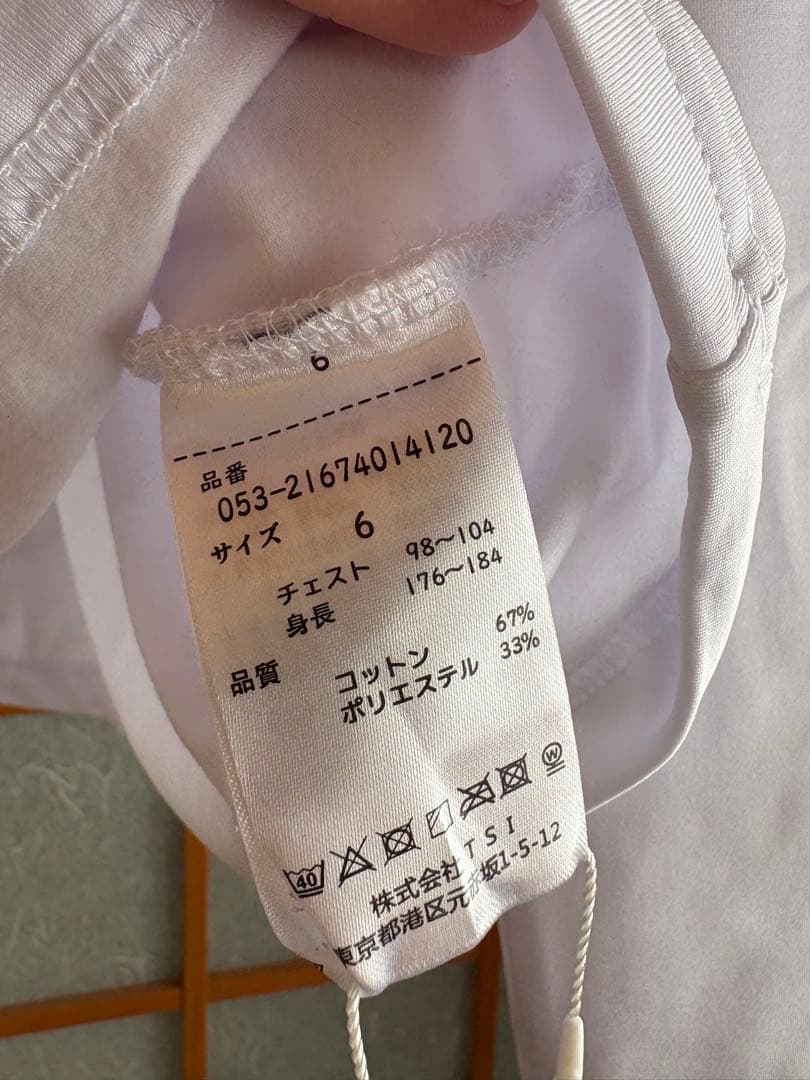 6
品番
053-21674014120
サイズ 6
チェスト 98～104
身長 176～184
品質 コットン 67%
ポリエステル 33%
40
W
株式会社TSI
東京都港区元赤坂1-5-12